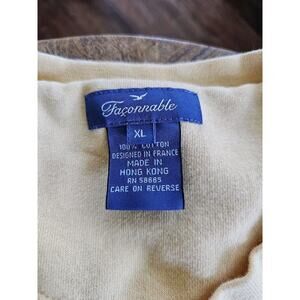 Façonnable
XL
100% COTTON
DESIGNED IN FRANCE
MADE IN
HONG KONG
RN 58665
CARE ON REVERSE